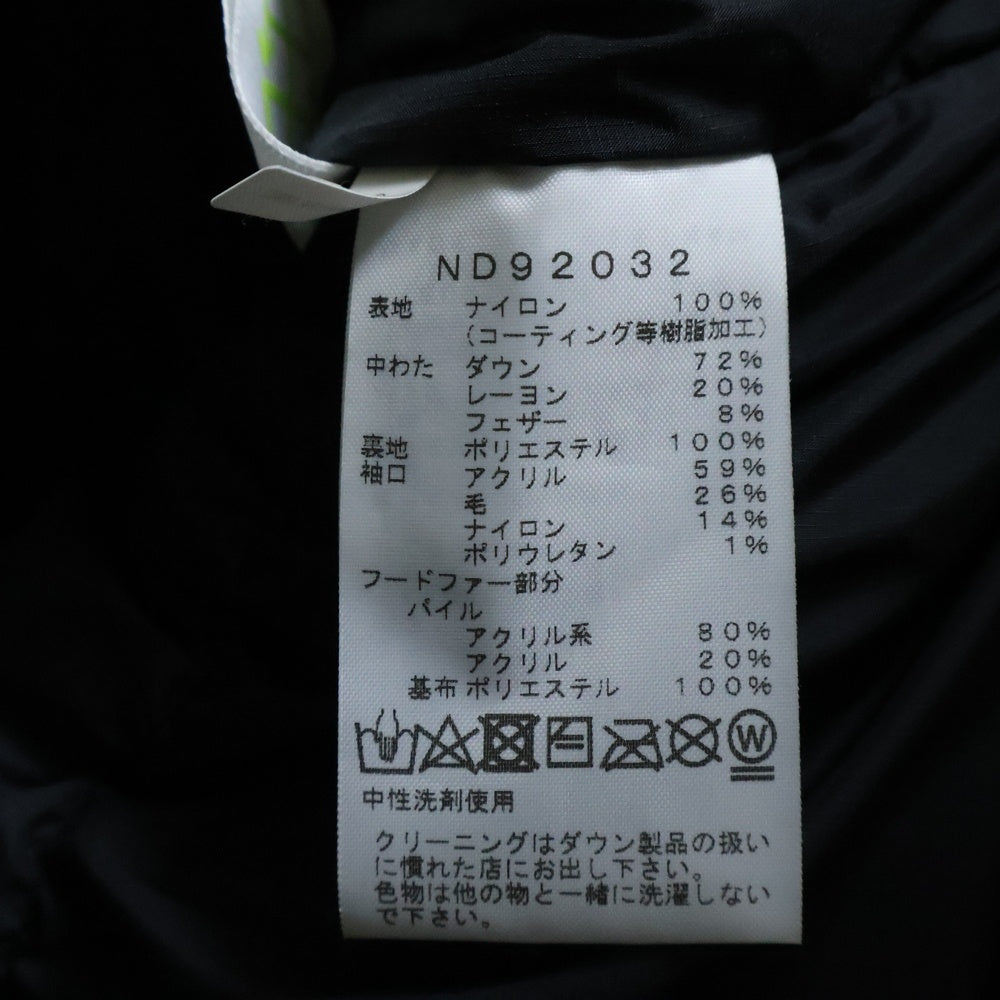 ND92032
表地 ナイロン 100%
(コーティング等樹脂加工)
中わた ダウン 72%
レーヨン 20%
フェザー 8%
裏地 ポリエステル 100%
袖口 アクリル 59%
毛 26%
ナイロン 14%
ポリウレタン 1%
フードファー部分
パイル
アクリル系 80%
アクリル 20%
基布 ポリエステル 100%
W
中性洗剤使用
クリーニングはダウン製品の扱い
に慣れた店にお出し下さい。
色物は他の物と一緒に洗濯しない
で下さい。